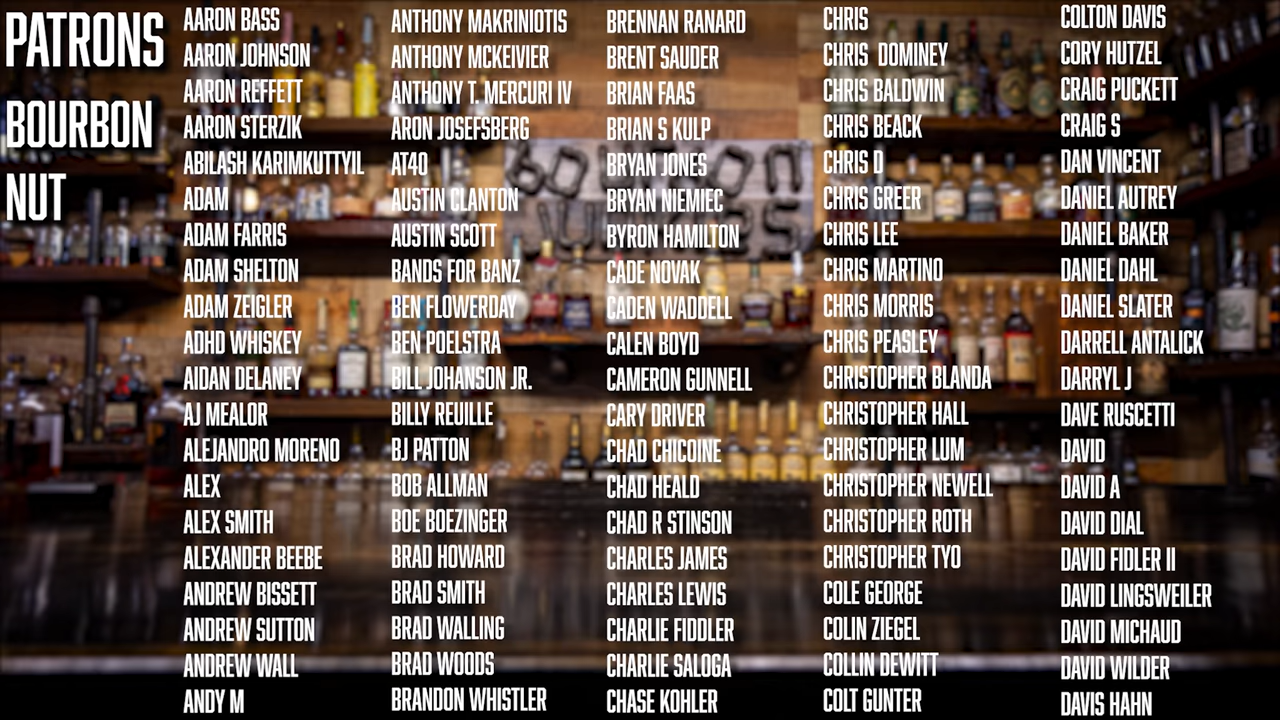 PATRONS
BOURBON
NUT
AARON BASS
AARON JOHNSON
AARON REFFETT
AARON STERZIK
ABILASH KARIMKUTTYIL
ADAM
ADAM FARRIS
ADAM SHELTON
ADAM ZEIGLER
ADHD WHISKEY
AIDAN DELANEY
AJ MEALOR
ALEJANDRO MORENO
ALEX
ALEX SMITH
ALEXANDER BEEBE
ANDREW BISSETT
ANDREW SUTTON
ANDREW WALL
ANDY M
ANTHONY MAKRINIOTIS
ANTHONY MCKEIVIER
ANTHONY T. MERCURI IV
ARON JOSEFSBERG
AT40
AUSTIN CLANTON
AUSTIN SCOTT
BANDS FOR BANZ
BEN FLOWERDAY
BEN POELSTRA
BILL JOHANSON JR.
BILLY REUILLE
BJ PATTON
BOB ALLMAN
BOE BOEZINGER
BRAD HOWARD
BRAD SMITH
BRAD WALLING
BRAD WOODS
BRANDON WHISTLER
BRENNAN RANARD
BRENT SAUDER
BRIAN FAAS
BRIAN S KULP
BRYAN JONES
BRYAN NIEMIEC
BYRON HAMILTON
CADE NOVAK
CADEN WADDELL
CALEN BOYD
CAMERON GUNNELL
CARY DRIVER
CHAD CHICOINE
CHAD HEALD
CHAD R STINSON
CHARLES JAMES
CHARLES LEWIS
CHARLIE FIDDLER
CHARLIE SALOGA
CHASE KOHLER
CHRIS
CHRIS  DOMINEY
CHRIS BALDWIN
CHRIS BEACK
CHRIS D
CHRIS GREER
CHRIS LEE
CHRIS MARTINO
CHRIS MORRIS
CHRIS PEASLEY
CHRISTOPHER BLANDA
CHRISTOPHER HALL
CHRISTOPHER LUM
CHRISTOPHER NEWELL
CHRISTOPHER ROTH
CHRISTOPHER TYO
COLE GEORGE
COLIN ZIEGEL
COLLIN DEWITT
COLT GUNTER
COLTON DAVIS
CORY HUTZEL
CRAIG PUCKETT
CRAIG S
DAN VINCENT
DANIEL AUTREY
DANIEL BAKER
DANIEL DAHL
DANIEL SLATER
DARRELL ANTALICK
DARRYL J
DAVE RUSCETTI
DAVID
DAVID A
DAVID DIAL
DAVID FIDLER II
DAVID LINGSWEILER
DAVID MICHAUD
DAVID WILDER
DAVIS HAHN